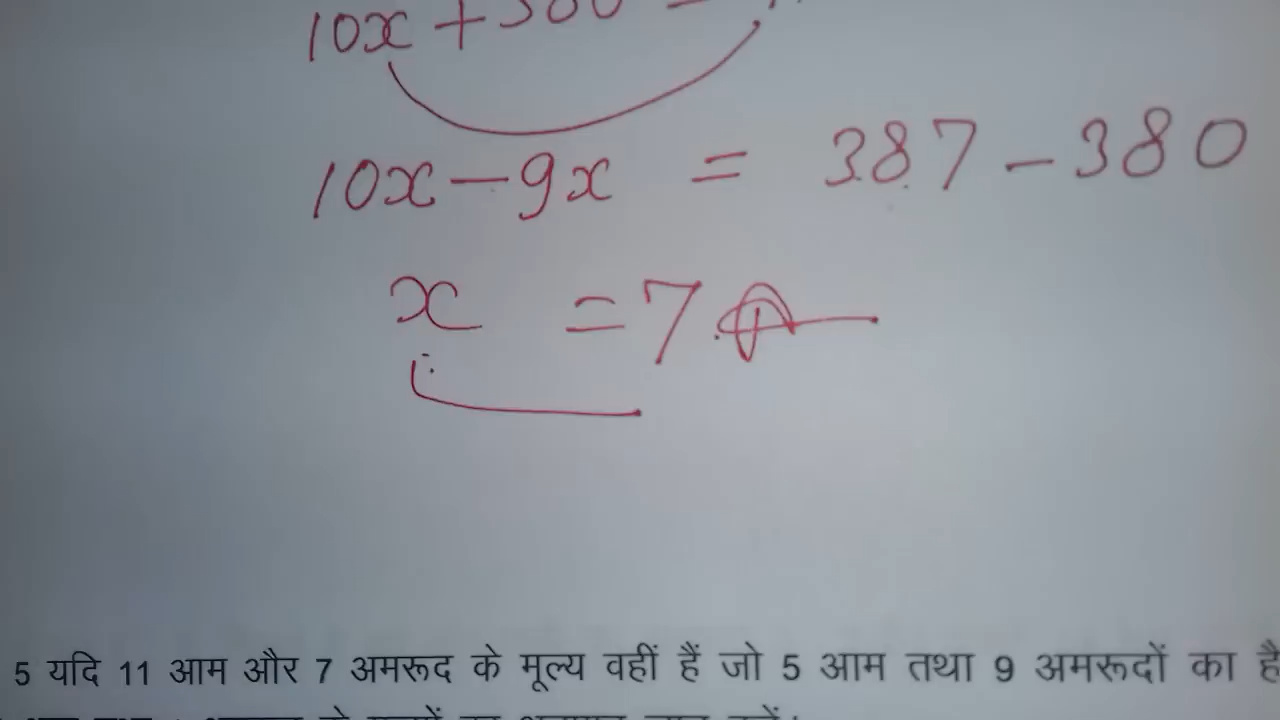 10x + 380 =
10x - 9x = 387 - 380
x = 7
5 यदि 11 आम और 7 अमरूद के मूल्य वहीं हैं जो 5 आम तथा 9 अमरूदों का है